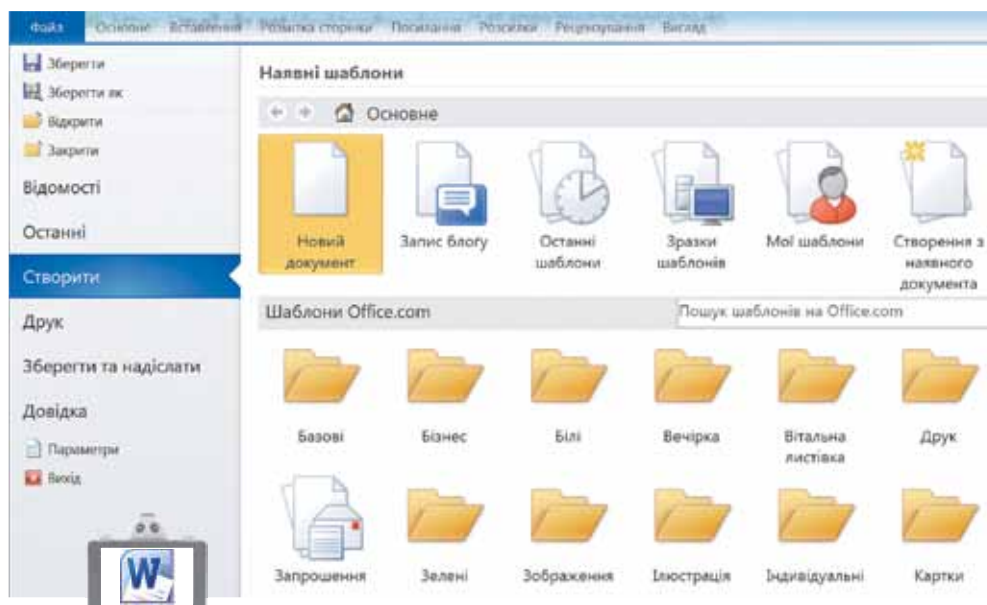 Файл Основне Вставлення Розмітка сторінки Посилання Розсилки Рецензування Вигляд
Зберегти
Зберегти як
Відкрити
Закрити
Відомості
Останні
Створити
Друк
Зберегти та надіслати
Довідка
Параметри
Вихід
Наявні шаблони
Основне
Новий документ
Запис блогу
Останні шаблони
Зразки шаблонів
Мої шаблони
Створення з наявного документа
Шаблони Office.com
Пошук шаблонів на Office.com
Базові
Бізнес
Білі
Вечірка
Вітальна листівка
Друк
Запрошення
Зелені
Зображення
Ілюстрація
Індивідуальні
Картки
W